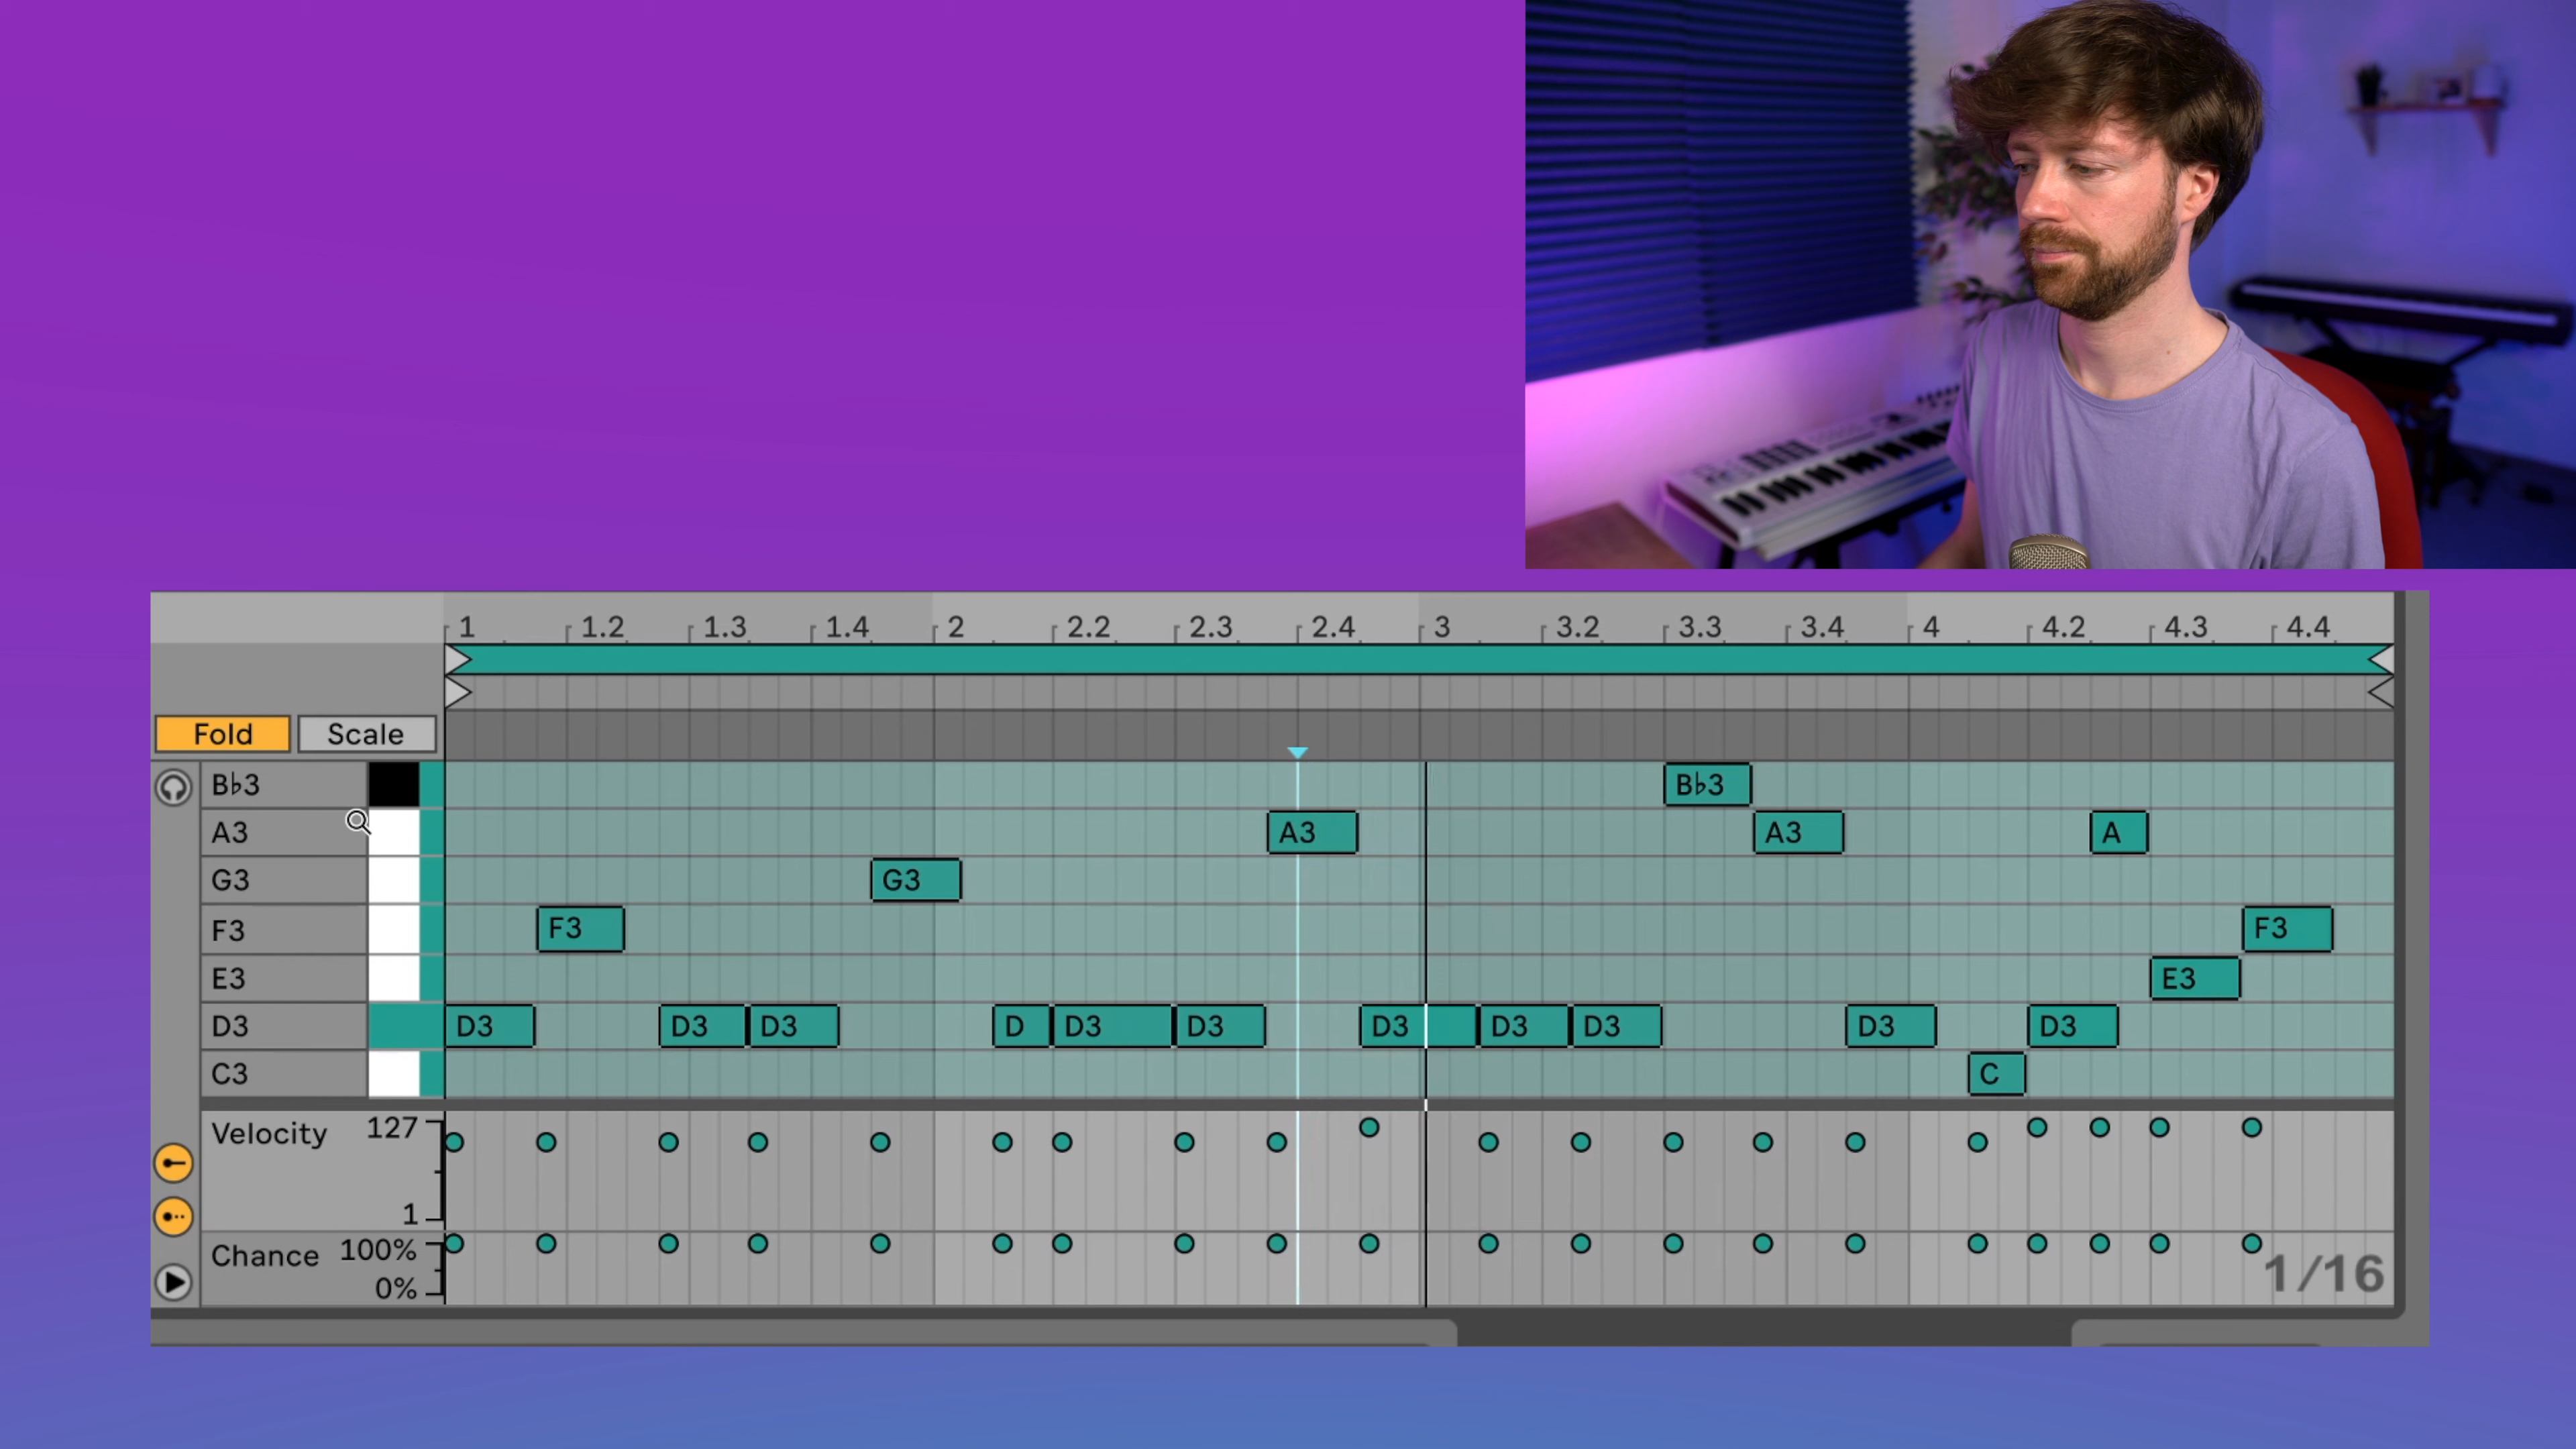 1 1.2 1.3 1.4 2 2.2 2.3 2.4 3 3.2 3.3 3.4 4 4.2 4.3 4.4
Fold Scale
B♭3 B♭3
A3 A3 A3 A
G3 G3
F3 F3 F3
E3 E3
D3 D3 D3 D3 D D3 D3 D3 D3 D3 D3 D3
C3 C
Velocity 127
1
Chance 100%
0%
1/16